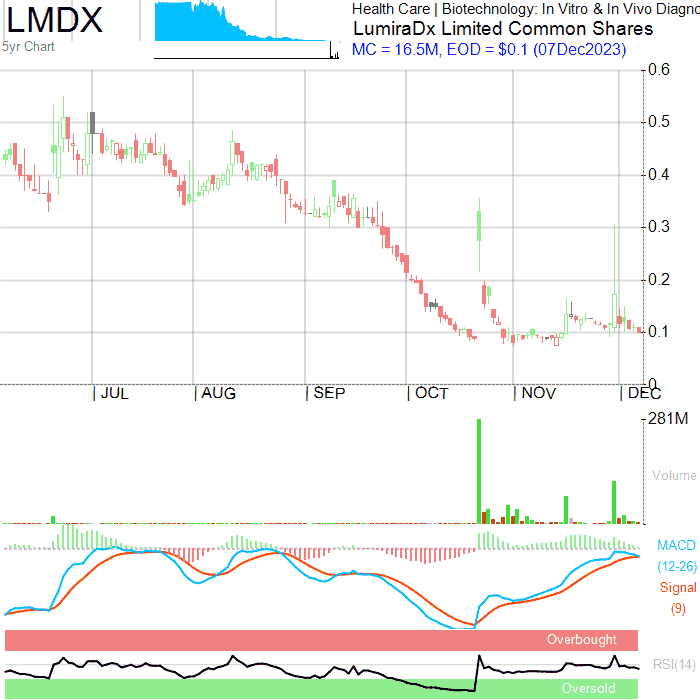 LMDX
5yr Chart
Health Care | Biotechnology: In Vitro & In Vivo Diagno
LumiraDx Limited Common Shares
MC = 16.5M, EOD = $0.1 (07Dec2023)
0.6
0.5
0.4
0.3
0.2
0.1
0
| JUL | AUG | SEP | OCT | NOV | DEC
281M
Volume
MACD
(12-26)
Signal
(9)
Overbought
RSI(14)
Oversold